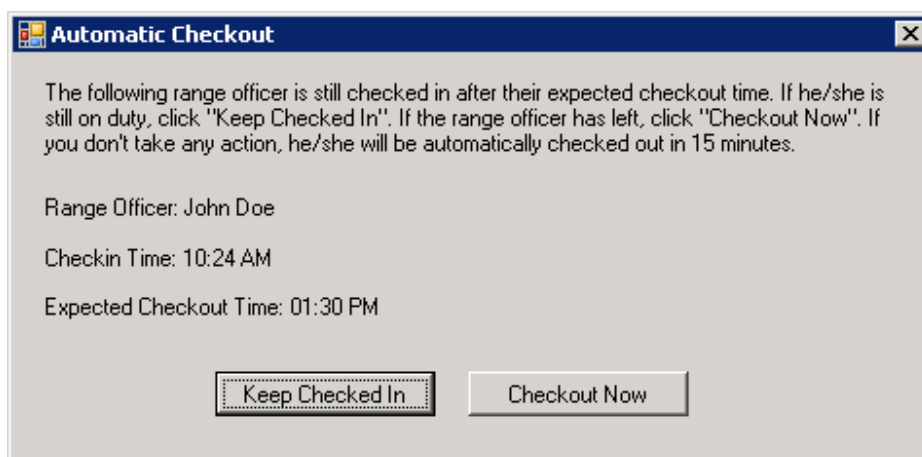 Automatic Checkout
The following range officer is still checked in after their expected checkout time. If he/she is
still on duty, click "Keep Checked In". If the range officer has left, click "Checkout Now". If
you don't take any action, he/she will be automatically checked out in 15 minutes.
Range Officer: John Doe
Checkin Time: 10:24 AM
Expected Checkout Time: 01:30 PM
Keep Checked In Checkout Now